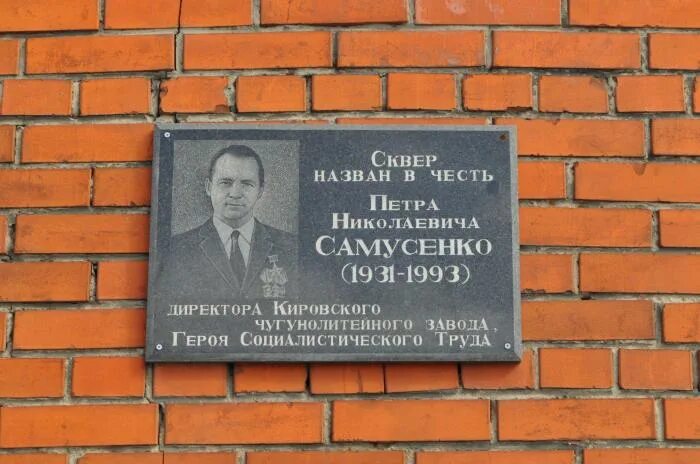 Сквер
назван в честь
Петра
Николаевича
Самусенко
(1931-1993)
директора Кировского
чугунолитейного завода,
Героя Социалистического Труда